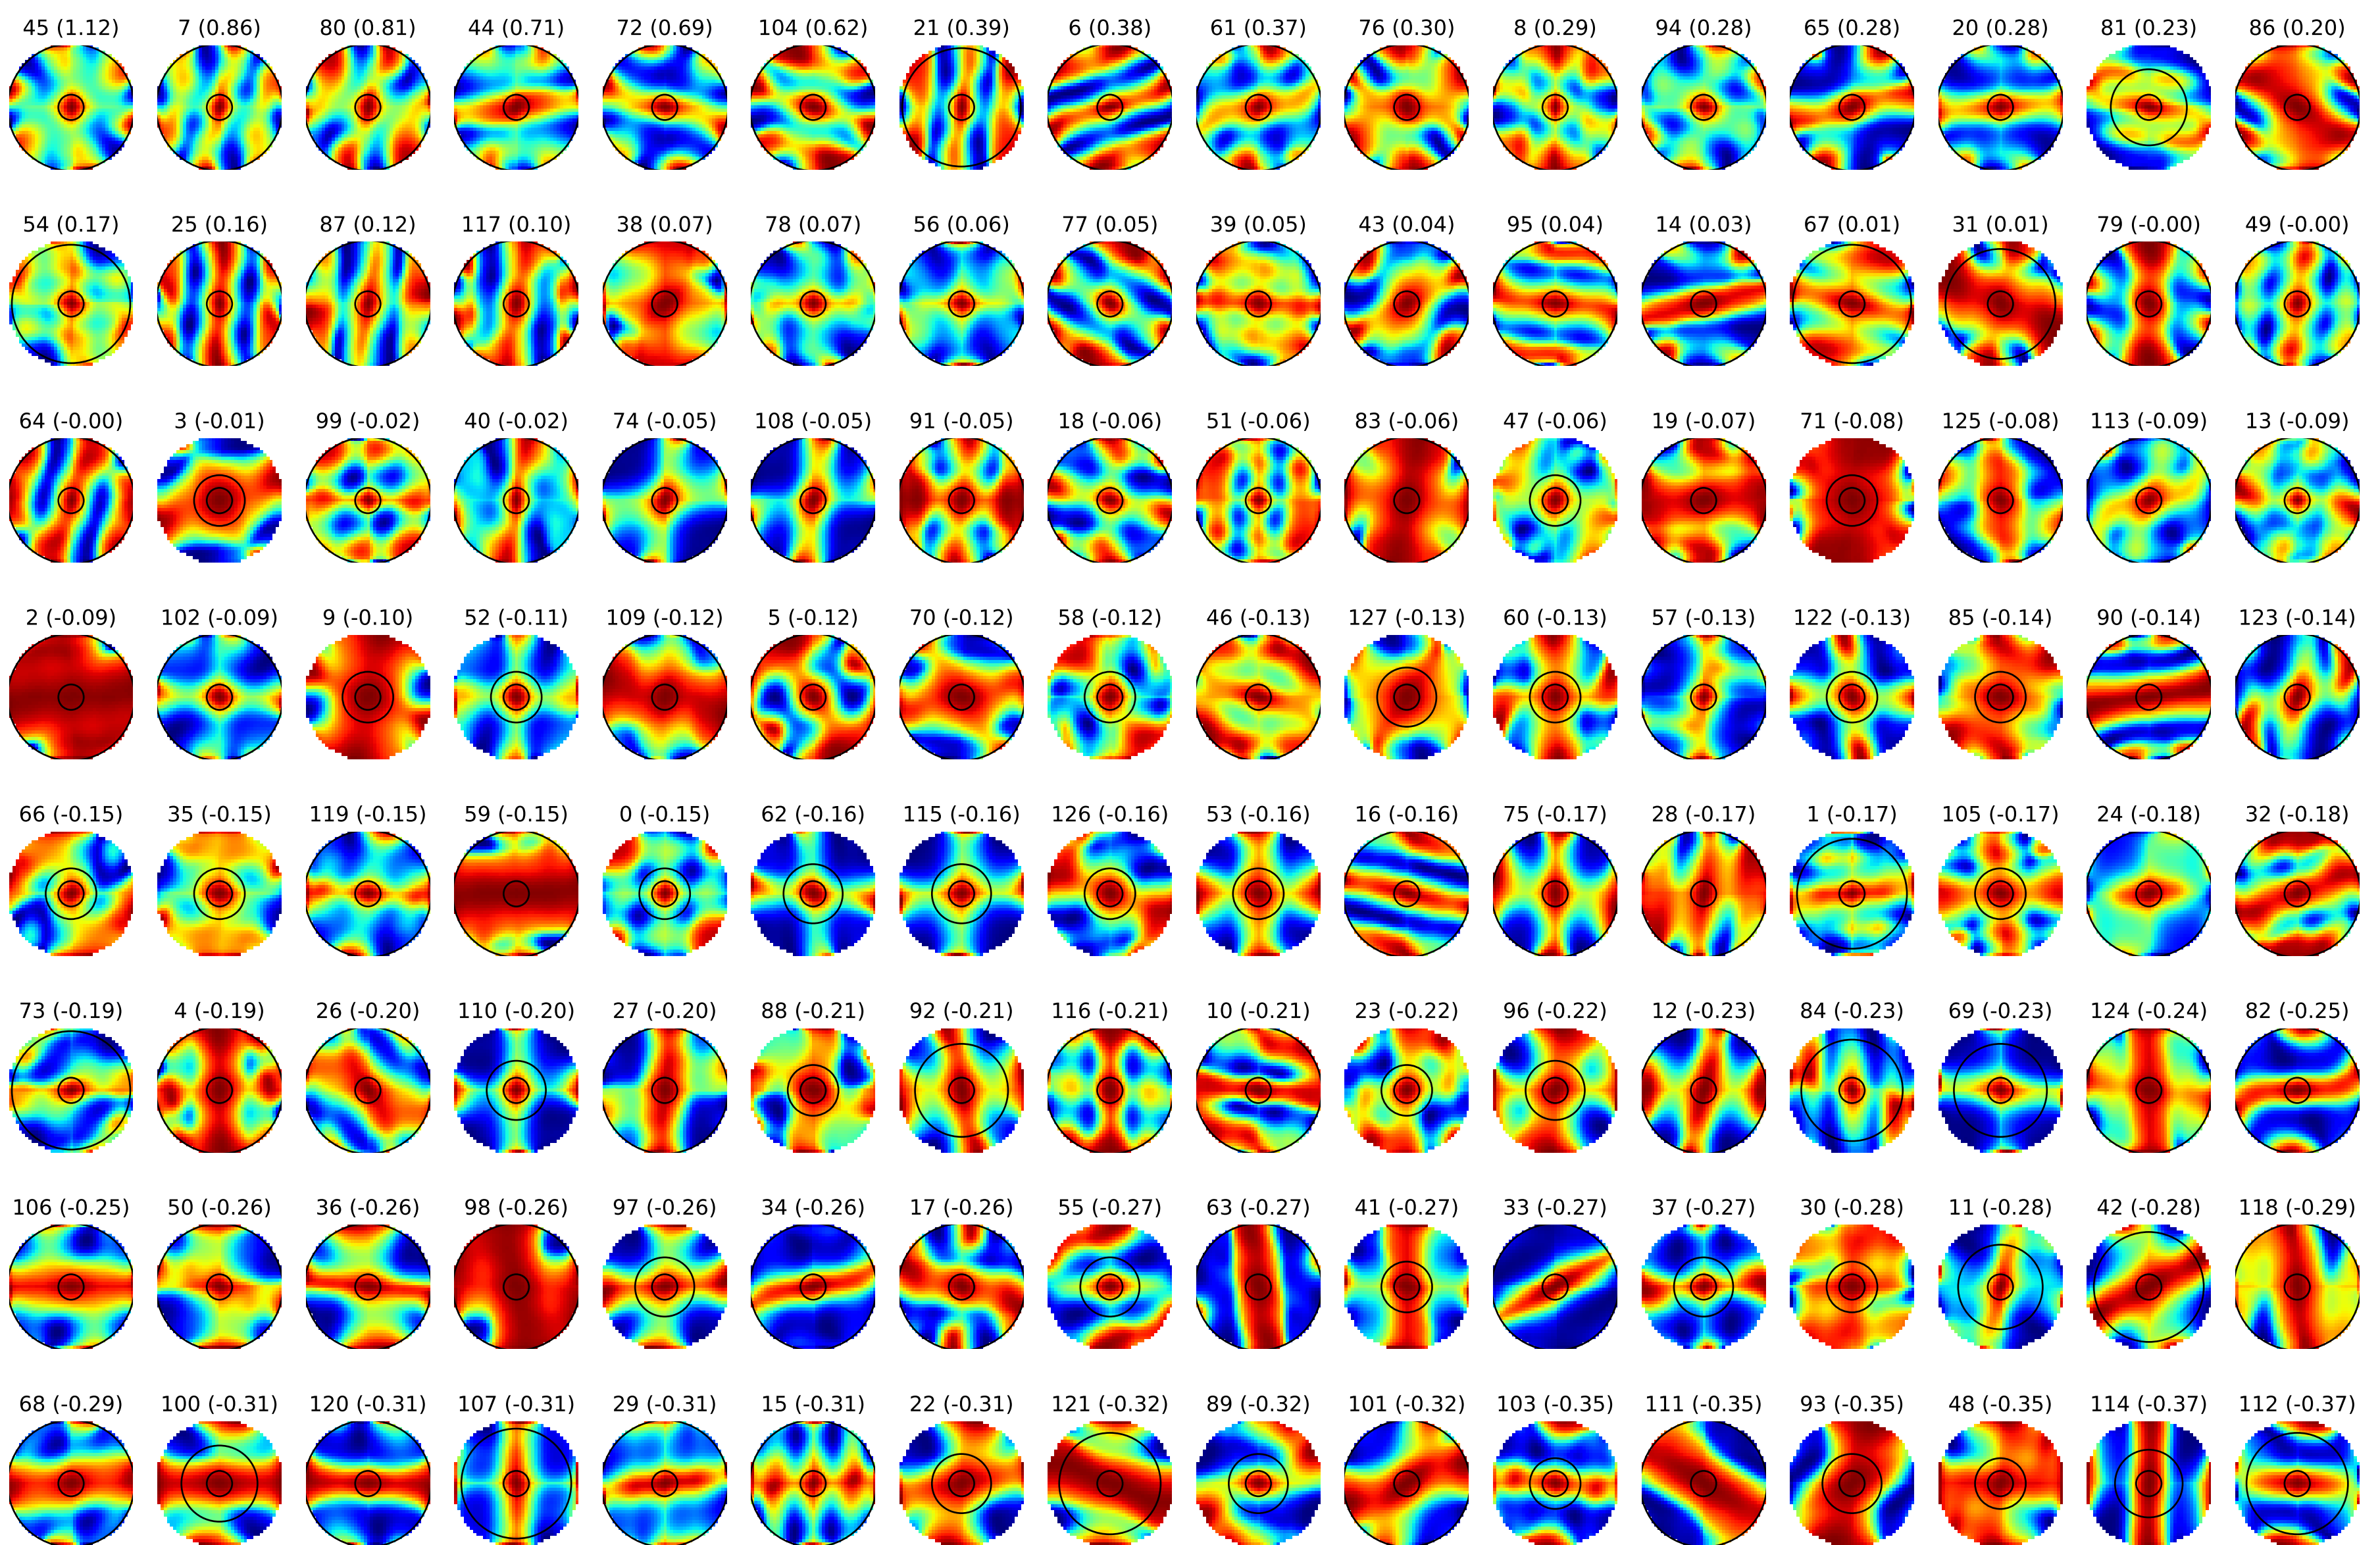 45 (1.12) 7 (0.86) 80 (0.81) 44 (0.71) 72 (0.69) 104 (0.62) 21 (0.39) 6 (0.38) 61 (0.37) 76 (0.30) 8 (0.29) 94 (0.28) 65 (0.28) 20 (0.28) 81 (0.23) 86 (0.20)
54 (0.17) 25 (0.16) 87 (0.12) 117 (0.10) 38 (0.07) 78 (0.07) 56 (0.06) 77 (0.05) 39 (0.05) 43 (0.04) 95 (0.04) 14 (0.03) 67 (0.01) 31 (0.01) 79 (-0.00) 49 (-0.00)
64 (-0.00) 3 (-0.01) 99 (-0.02) 40 (-0.02) 74 (-0.05) 108 (-0.05) 91 (-0.05) 18 (-0.06) 51 (-0.06) 83 (-0.06) 47 (-0.06) 19 (-0.07) 71 (-0.08) 125 (-0.08) 113 (-0.09) 13 (-0.09)
2 (-0.09) 102 (-0.09) 9 (-0.10) 52 (-0.11) 109 (-0.12) 5 (-0.12) 70 (-0.12) 58 (-0.12) 46 (-0.13) 127 (-0.13) 60 (-0.13) 57 (-0.13) 122 (-0.13) 85 (-0.14) 90 (-0.14) 123 (-0.14)
66 (-0.15) 35 (-0.15) 119 (-0.15) 59 (-0.15) 0 (-0.15) 62 (-0.16) 115 (-0.16) 126 (-0.16) 53 (-0.16) 16 (-0.16) 75 (-0.17) 28 (-0.17) 1 (-0.17) 105 (-0.17) 24 (-0.18) 32 (-0.18)
73 (-0.19) 4 (-0.19) 26 (-0.20) 110 (-0.20) 27 (-0.20) 88 (-0.21) 92 (-0.21) 116 (-0.21) 10 (-0.21) 23 (-0.22) 96 (-0.22) 12 (-0.23) 84 (-0.23) 69 (-0.23) 124 (-0.24) 82 (-0.25)
106 (-0.25) 50 (-0.26) 36 (-0.26) 98 (-0.26) 97 (-0.26) 34 (-0.26) 17 (-0.26) 55 (-0.27) 63 (-0.27) 41 (-0.27) 33 (-0.27) 37 (-0.27) 30 (-0.28) 11 (-0.28) 42 (-0.28) 118 (-0.29)
68 (-0.29) 100 (-0.31) 120 (-0.31) 107 (-0.31) 29 (-0.31) 15 (-0.31) 22 (-0.31) 121 (-0.32) 89 (-0.32) 101 (-0.32) 103 (-0.35) 111 (-0.35) 93 (-0.35) 48 (-0.35) 114 (-0.37) 112 (-0.37)